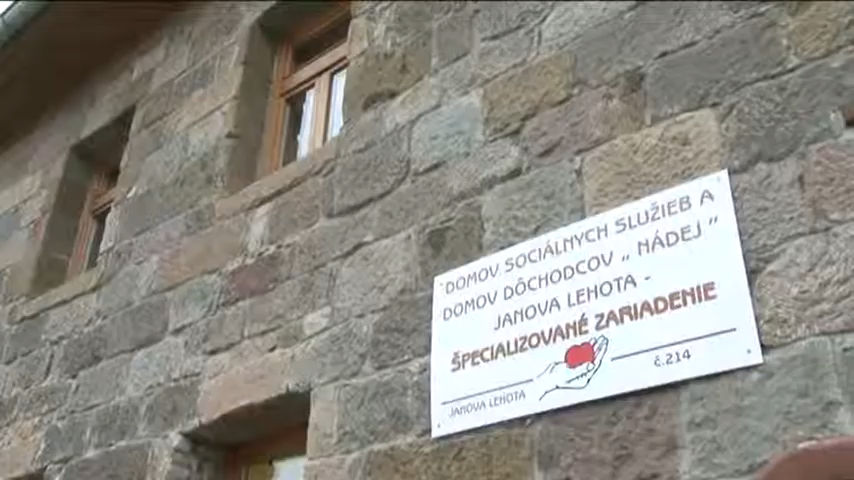 DOMOV SOCIÁLNYCH SLUŽIEB A
DOMOV DÔCHODCOV „ NÁDEJ ”
JANOVA LEHOTA -
ŠPECIALIZOVANÉ ZARIADENIE
JANOVA LEHOTA
č.214